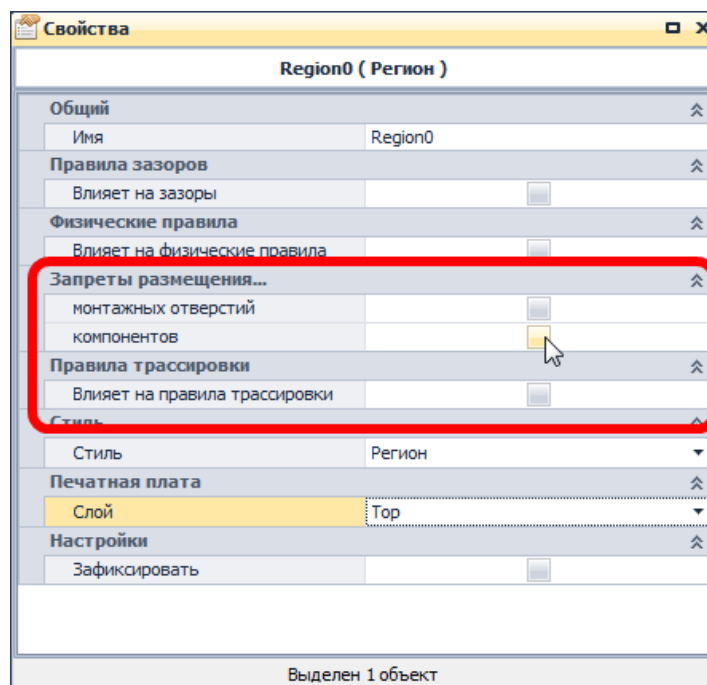 Свойства
Region0 ( Регион )
Общий
Имя Region0
Правила зазоров
Влияет на зазоры
Физические правила
Влияет на физические правила
Запреты размещения...
монтажных отверстий
компонентов
Правила трассировки
Влияет на правила трассировки
Стиль
Стиль Регион
Печатная плата
Слой Top
Настройки
Зафиксировать
Выделен 1 объект